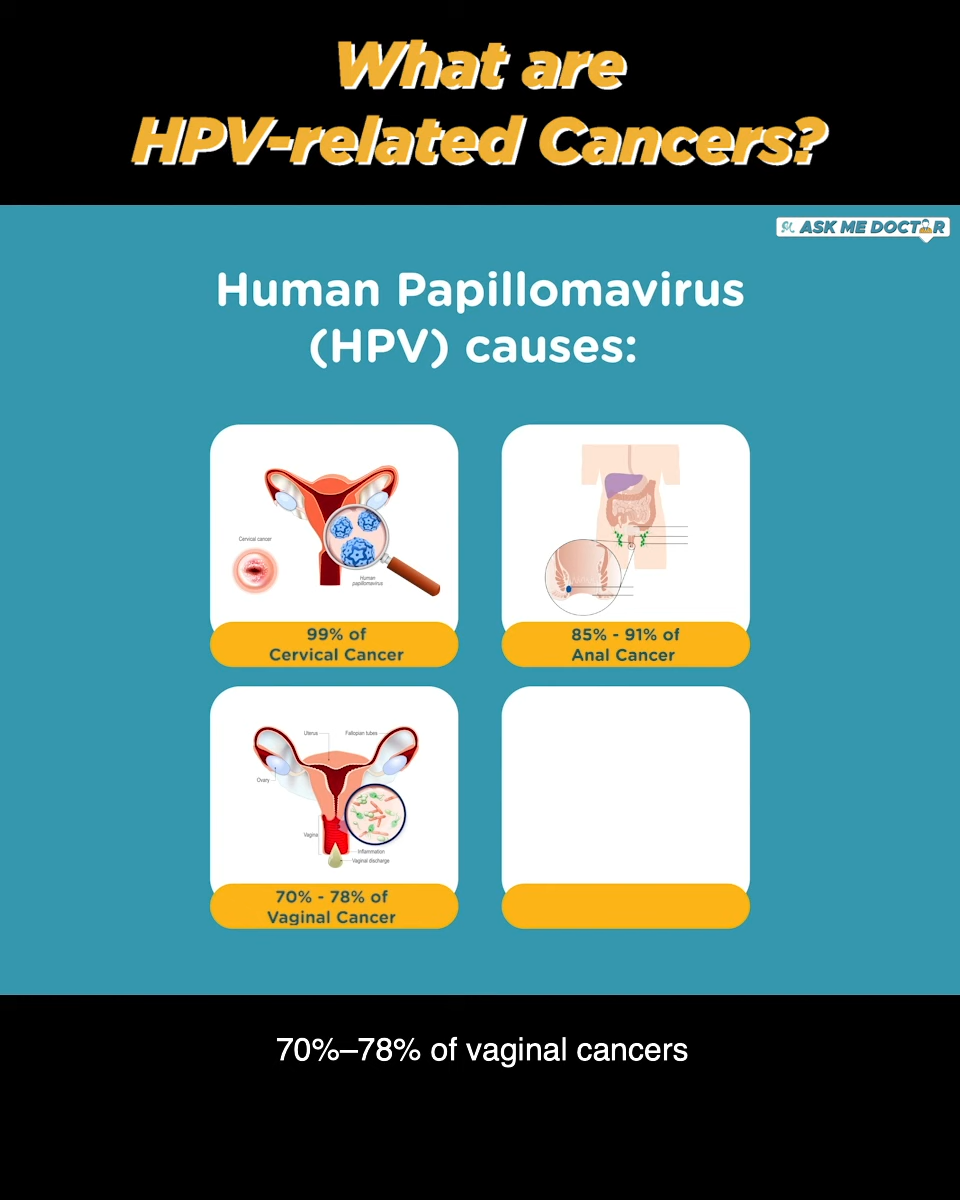 What are
HPV-related Cancers?
ASK ME DOCTOR
Human Papillomavirus
(HPV) causes:
Cervical cancer
Human
papillomavirus
99% of
Cervical Cancer
85% - 91% of
Anal Cancer
Uterus
Fallopian tubes
Ovary
Vagina
Inflammation
Vaginal discharge
70% - 78% of
Vaginal Cancer
70%–78% of vaginal cancers